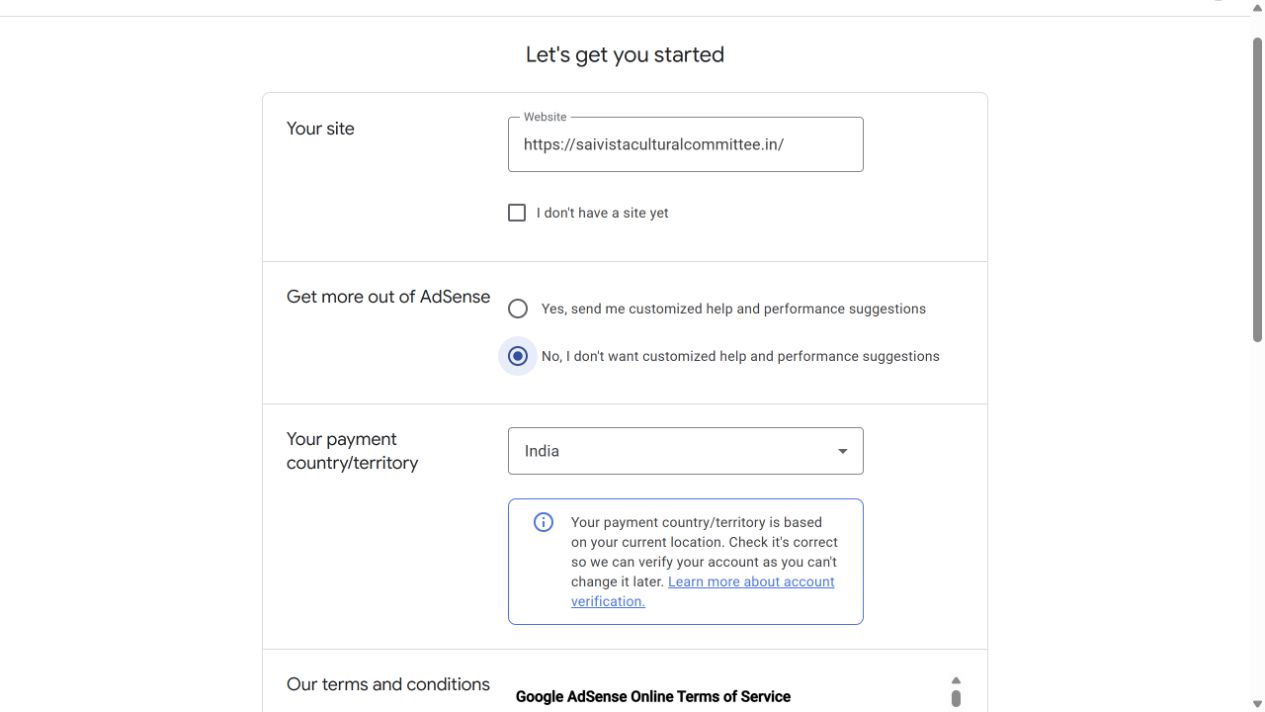 Let's get you started
Your site
Website
https://saivistaculturalcommittee.in/
I don't have a site yet
Get more out of AdSense
Yes, send me customized help and performance suggestions
No, I don't want customized help and performance suggestions
Your payment
country/territory
India
Your payment country/territory is based
on your current location. Check it's correct
so we can verify your account as you can't
change it later. Learn more about account
verification.
Our terms and conditions
Google AdSense Online Terms of Service